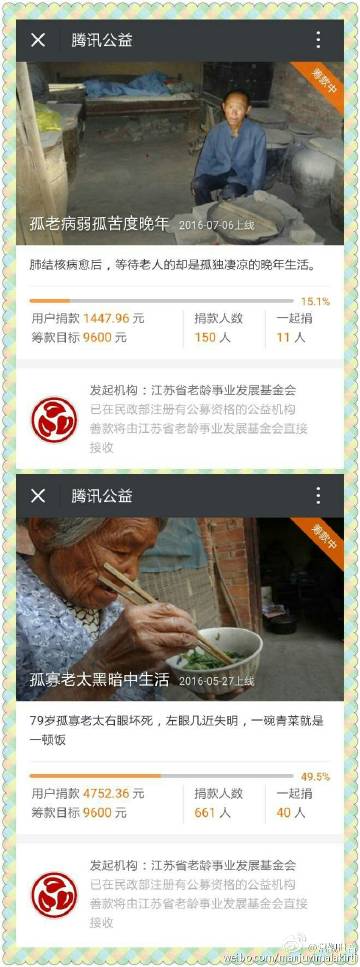 腾讯公益
筹款中
孤老病弱孤苦度晚年 2016-07-06上线
肺结核病愈后，等待老人的却是孤独凄凉的晚年生活。
15.1%
用户捐款 1447.96 元 捐款人数 一起捐
筹款目标 9600 元 150 人 11 人
发起机构：江苏省老龄事业发展基金会
已在民政部注册有公募资格的公益机构
善款将由江苏省老龄事业发展基金会直接
接收
腾讯公益
筹款中
孤寡老太黑暗中生活 2016-05-27上线
79岁孤寡老太右眼坏死，左眼几近失明，一碗青菜就是
一顿饭
49.5%
用户捐款 4752.36 元 捐款人数 一起捐
筹款目标 9600 元 661 人 40 人
发起机构：江苏省老龄事业发展基金会
已在民政部注册有公募资格的公益机构
善款将由江苏省老龄事业发展基金会直接
接收